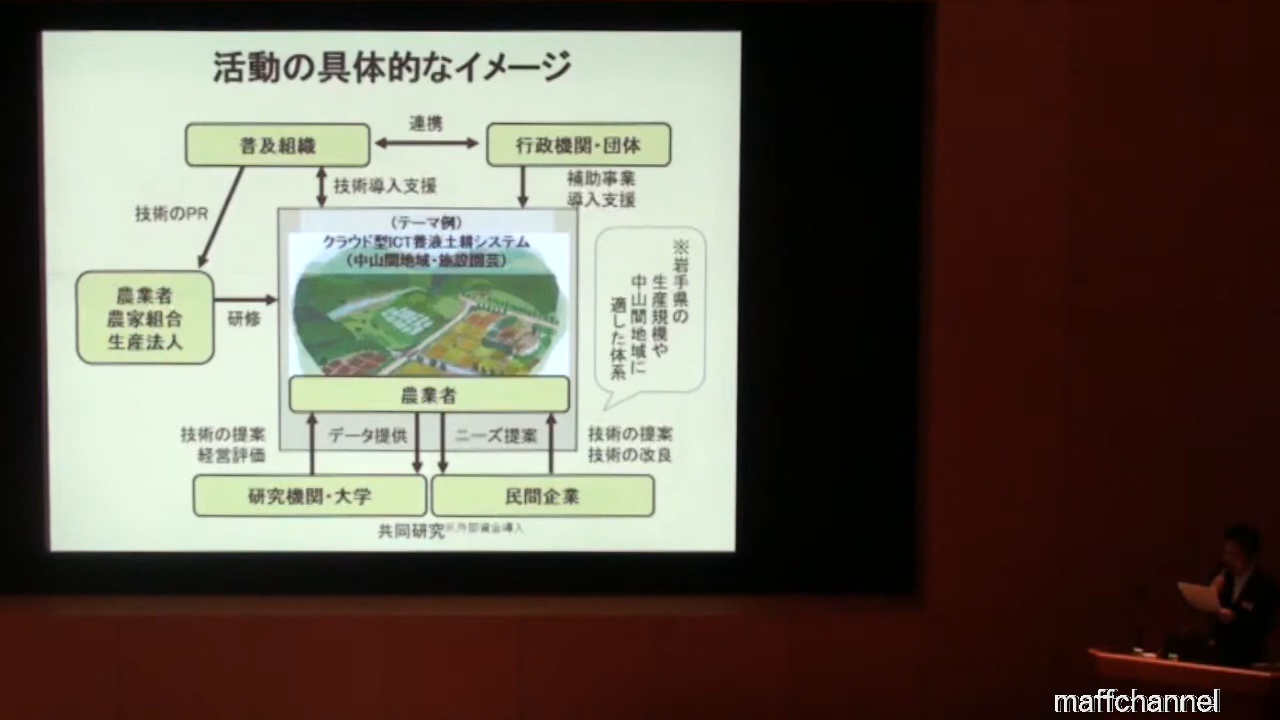 活動の具体的なイメージ
連携
普及組織
行政機関・団体
技術導入支援
補助事業
導入支援
技術のPR
（テーマ例）
クラウド型ICT養液土耕システム
（中山間地域・施設園芸）
※岩手県の
生産規模や
中山間地域に
適した体系
農業者
農家組合
生産法人
研修
農業者
技術の提案
経営評価
データ提供
ニーズ提案
技術の提案
技術の改良
研究機関・大学
民間企業
共同研究※外部資金導入
maffchannel